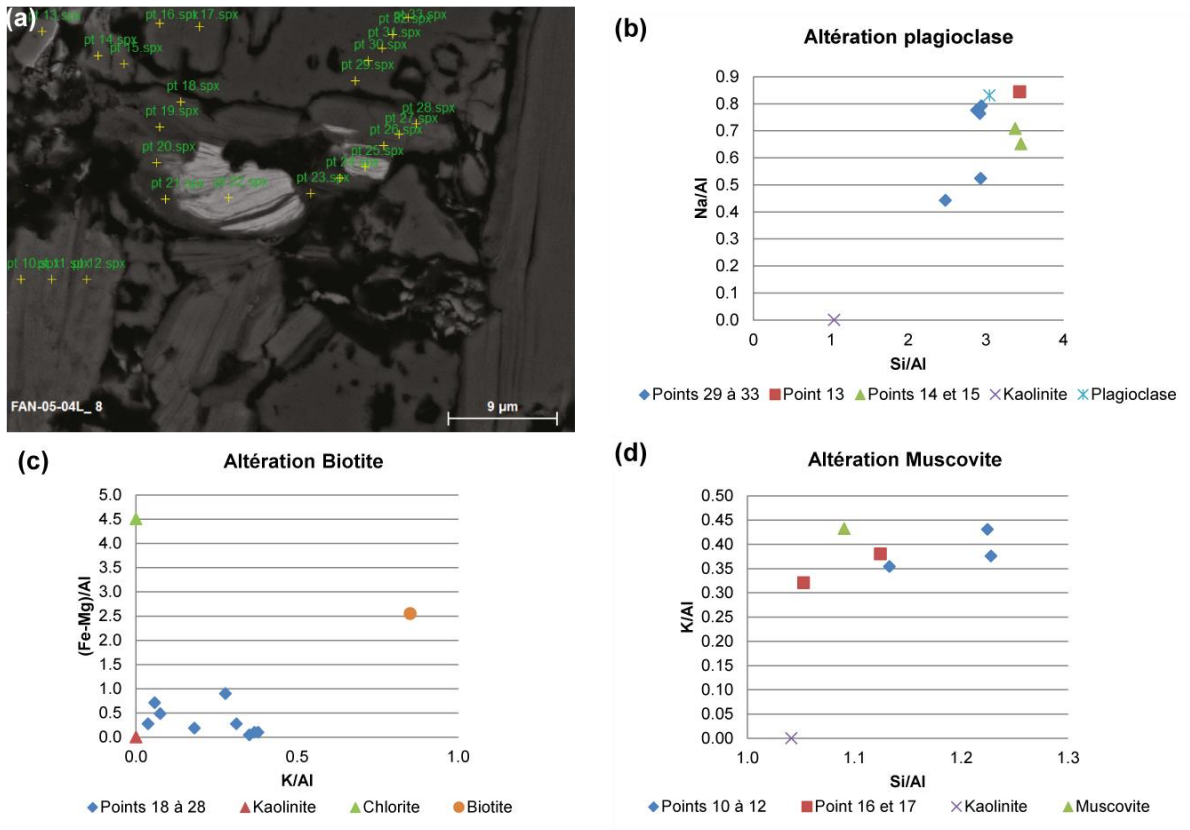 (a)
pt 13.spx
pt 16.spx
pt 17.spx
33.spx
pt 14.spx
pt 15.spx
pt 30.spx
pt 29.spx
pt 18.spx
pt 19.spx
pt 28.spx
pt 27.spx
pt 26.spx
pt 20.spx
pt 25.spx
pt 21.spx
pt 23.spx
pt 10.spx
pt 12.spx
FAN-05-04L_ 8
9 µm
(b)
Altération plagioclase
Na/Al
0.9
0.8
0.7
0.6
0.5
0.4
0.3
0.2
0.1
0.0
0 1 2 3 4
Si/Al
Points 29 à 33 Point 13 Points 14 et 15 Kaolinite Plagioclase
(c)
Altération Biotite
(Fe-Mg)/Al
5.0
4.5
4.0
3.5
3.0
2.5
2.0
1.5
1.0
0.5
0.0
0.0 0.5 1.0
K/Al
Points 18 à 28 Kaolinite Chlorite Biotite
(d)
Altération Muscovite
K/Al
0.50
0.45
0.40
0.35
0.30
0.25
0.20
0.15
0.10
0.05
0.00
1.0 1.1 1.2 1.3
Si/Al
Points 10 à 12 Point 16 et 17 Kaolinite Muscovite